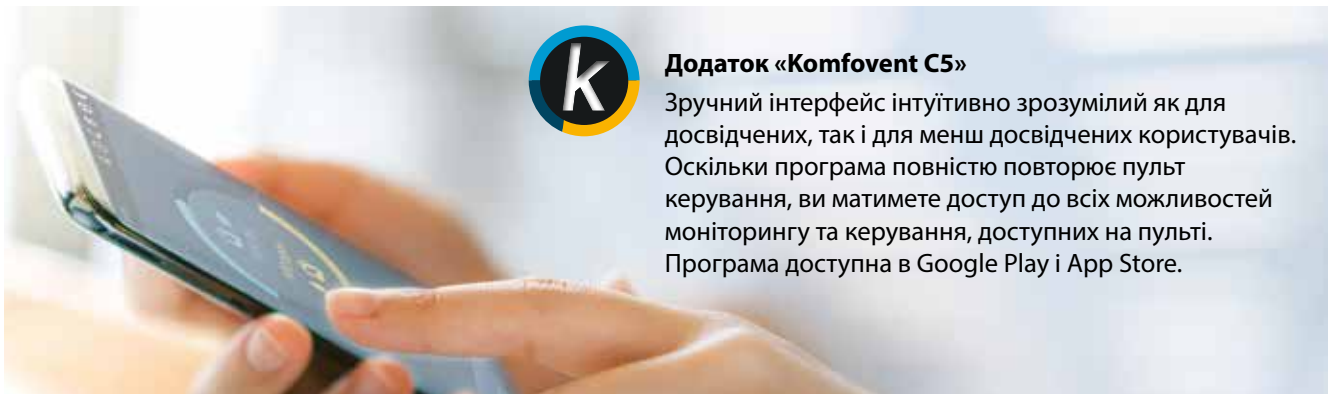 k
Додаток «Komfovent C5»
Зручний інтерфейс інтуїтивно зрозумілий як для
досвідчених, так і для менш досвідчених користувачів.
Оскільки програма повністю повторює пульт
керування, ви матимете доступ до всіх можливостей
моніторингу та керування, доступних на пульті.
Програма доступна в Google Play і App Store.